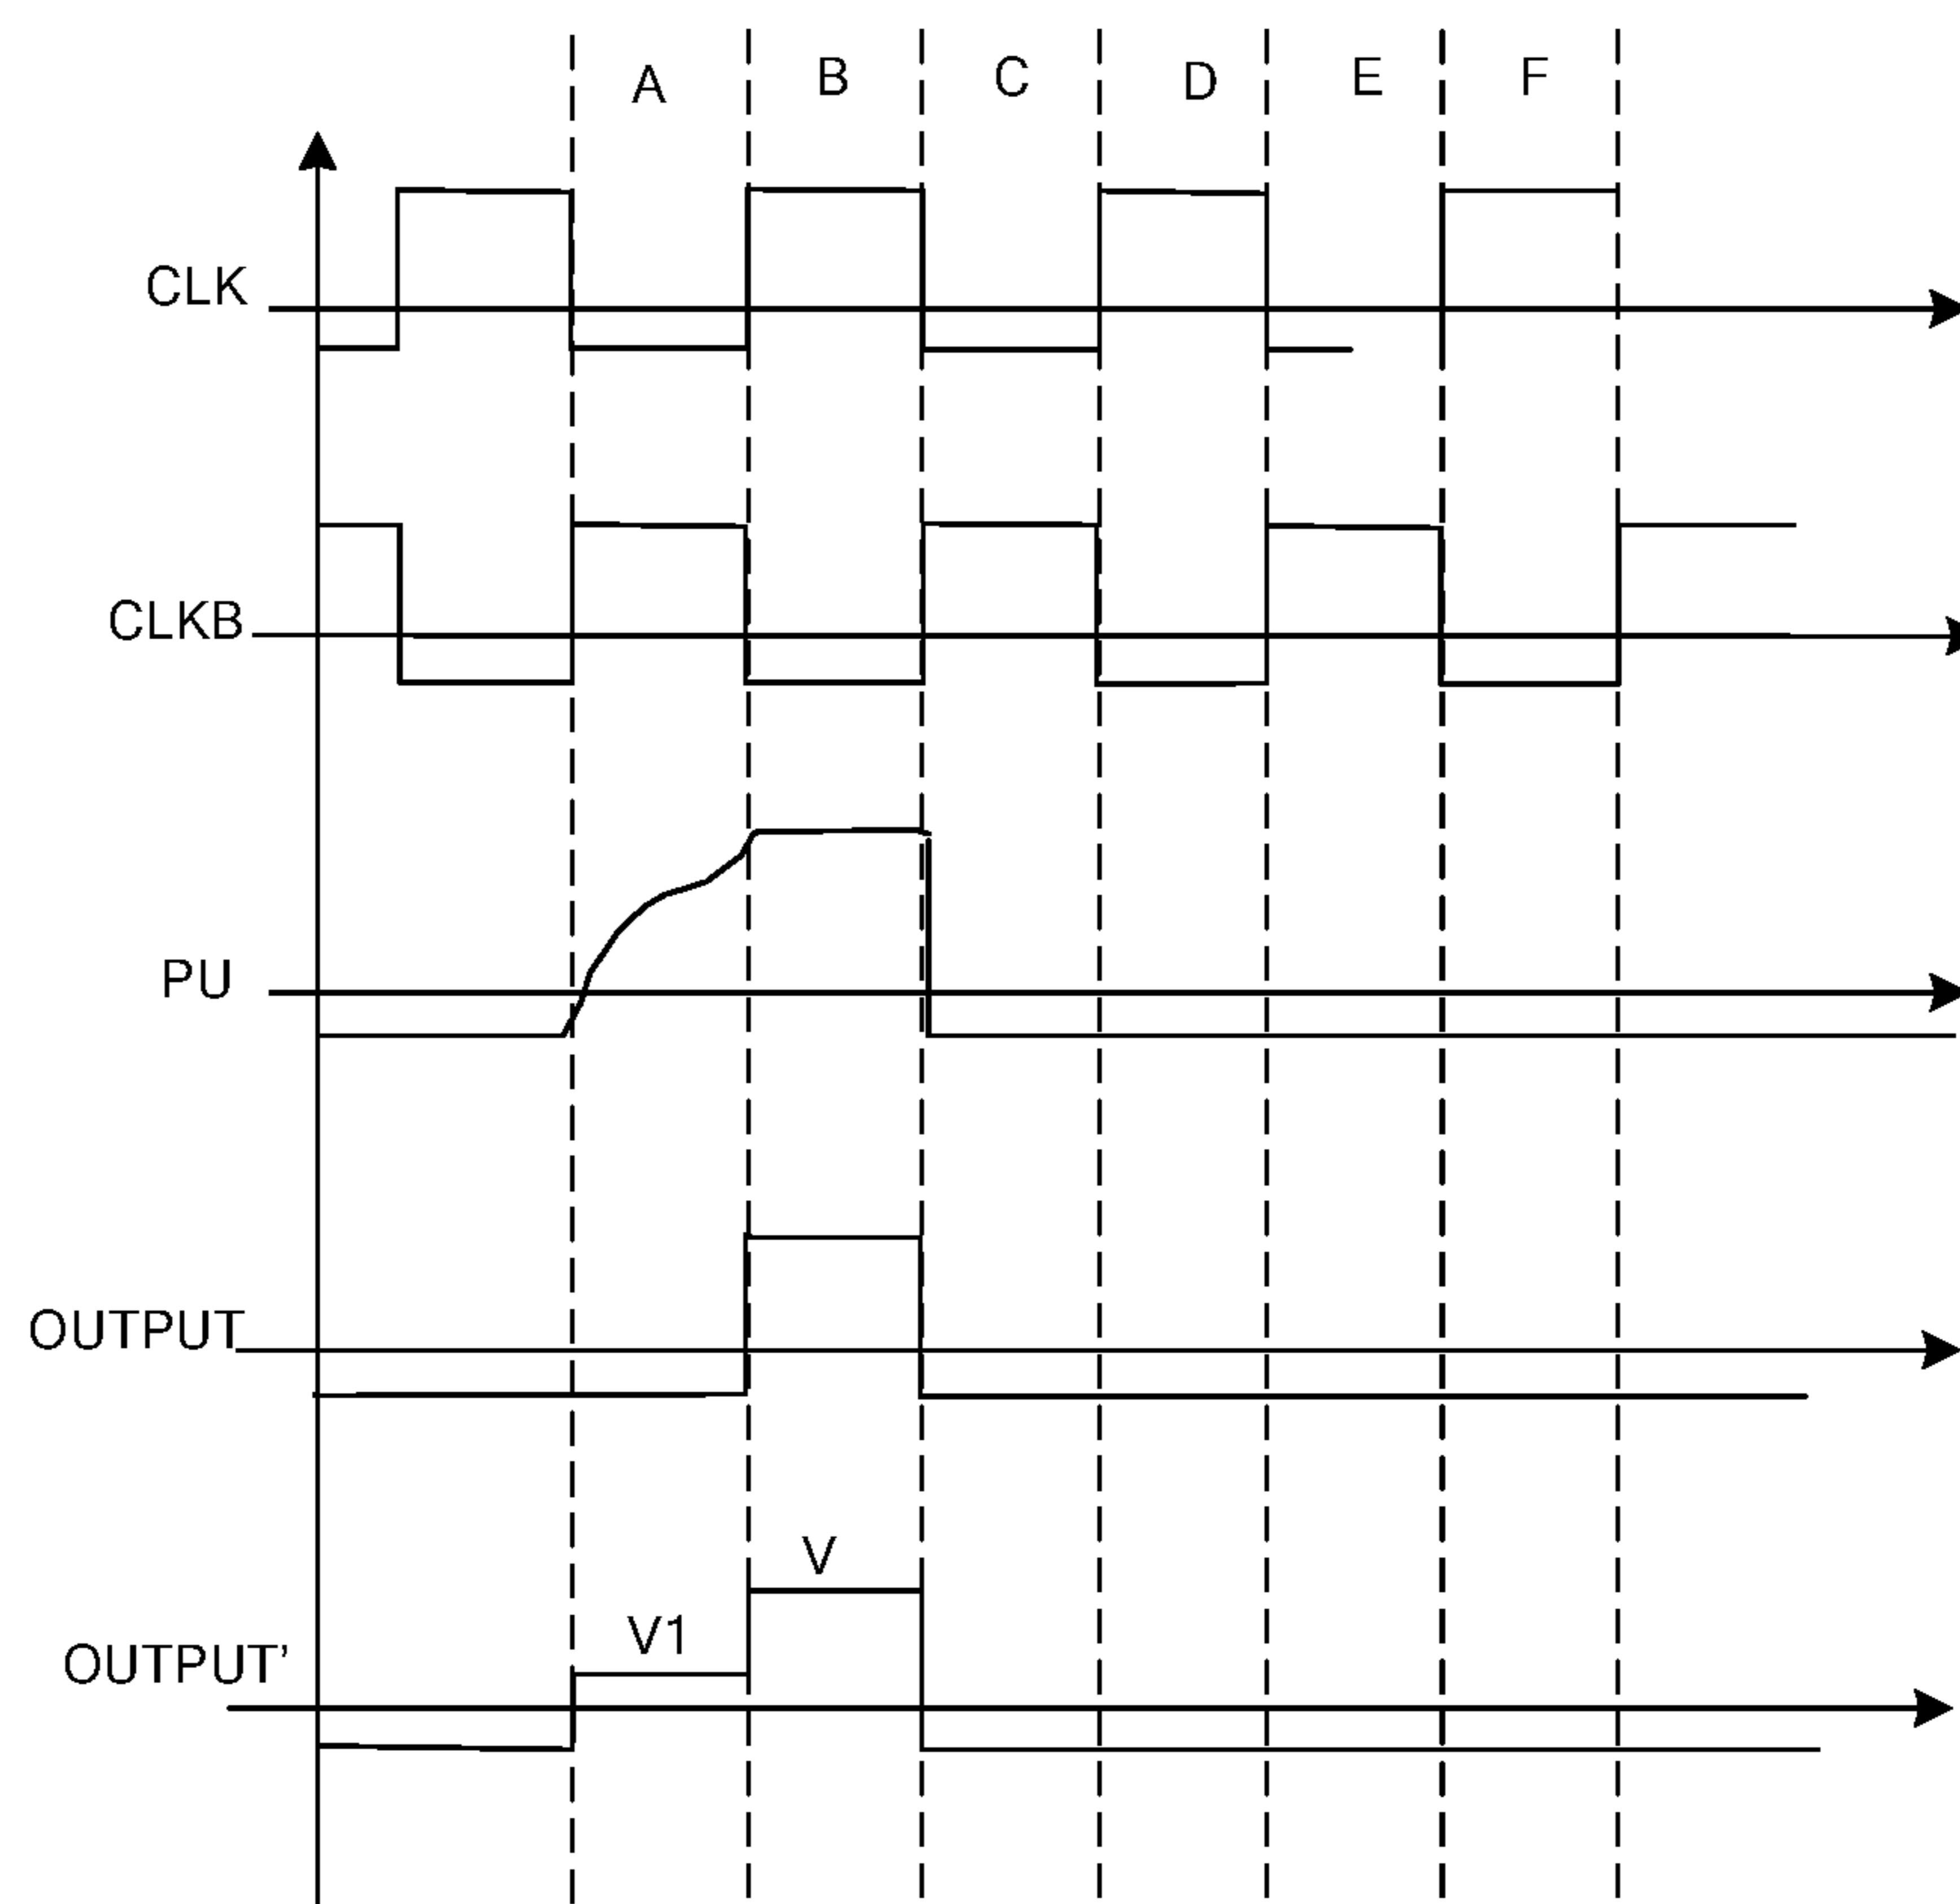 A B C D E F
CLK
CLKB
PU
OUTPUT
V
V1
OUTPUT’